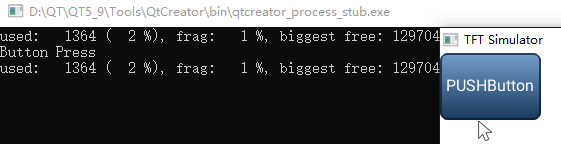 D:\QT\QT5_9\Tools\QtCreator\bin\qtcreator_process_stub.exe
used:   1364 (  2 %), frag:   1 %, biggest free: 129704
Button Press
used:   1364 (  2 %), frag:   1 %, biggest free: 129704
TFT Simulator
PUSHButton